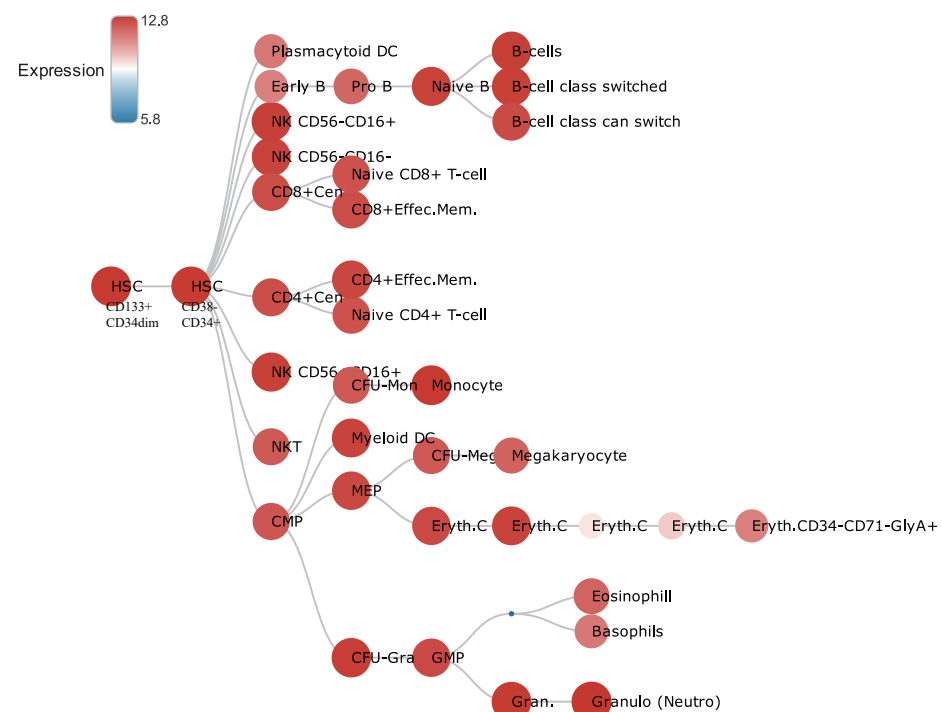 12.8
Expression
5.8
Plasmacytoid DC
Early B
Pro B
Naive B
B-cells
B-cell class switched
B-cell class can switch
NK CD56-CD16+
NK CD56-CD16-
CD8+Cen
Naive CD8+ T-cell
CD8+Effec.Mem.
HSC
CD133+
CD34dim
HSC
CD38-
CD34+
CD4+Cen
CD4+Effec.Mem.
Naive CD4+ T-cell
NK CD56 CD16+
CFU-Mon
Monocyte
NKT
Myeloid DC
CMP
MEP
CFU-Meg
Megakaryocyte
Eryth.C
Eryth.C
Eryth.C
Eryth.C
Eryth.CD34-CD71-GlyA+
Eosinophill
Basophils
CFU-Gra
GMP
Gran.
Granulo (Neutro)